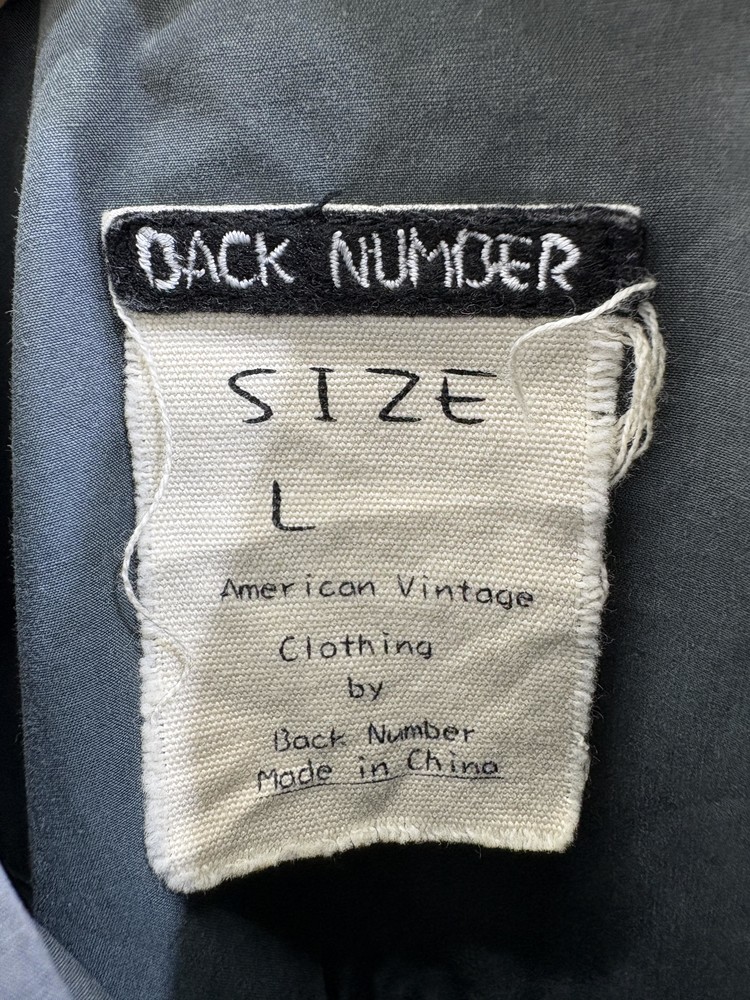 BACK NUMBER
SIZE
L
American Vintage
Clothing
by
Back Number
Made in China